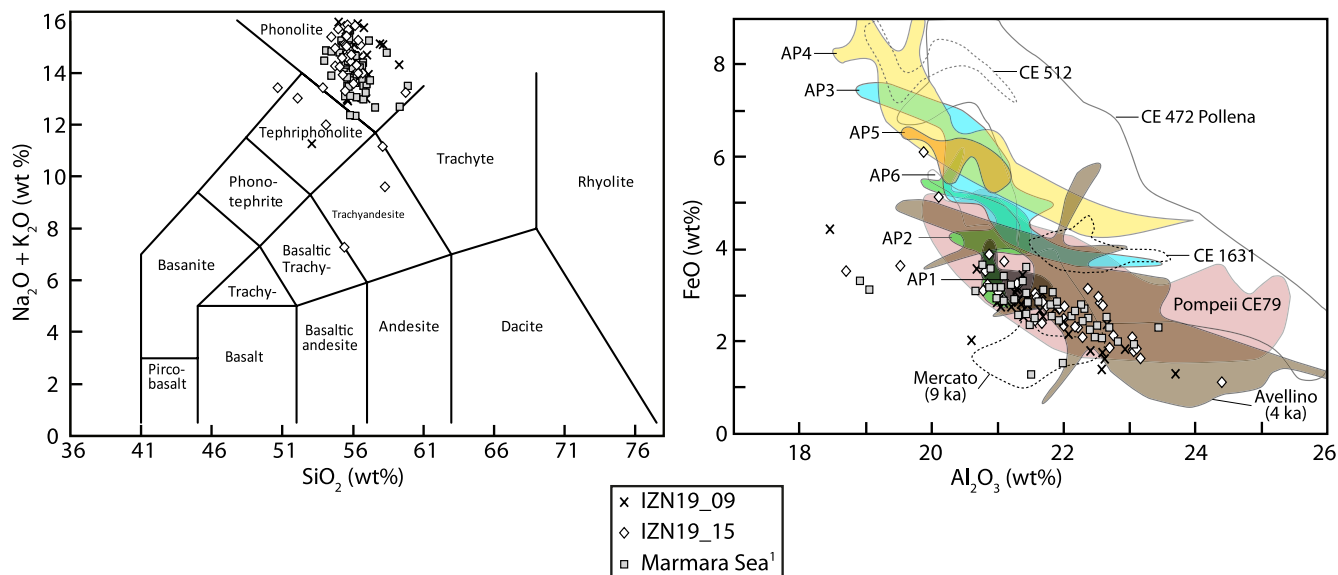 16
14
12
10
8
6
4
2
0
Na2O + K2O (wt %)
36
41
46
51
56
61
66
71
76
SiO2 (wt%)
Phonolite
Tephriphonolite
Trachyte
Rhyolite
Phono-
tephrite
Trachyandesite
Basanite
Basaltic
Trachy-
Trachy-
Basaltic
andesite
Andesite
Dacite
Basalt
Pirco-
basalt
8
6
4
2
0
FeO (wt%)
18
20
22
24
26
Al2O3 (wt%)
AP4
CE 512
AP3
CE 472 Pollena
AP5
AP6
AP2
CE 1631
AP1
Pompeii CE79
Mercato
(9 ka)
Avellino
(4 ka)
IZN19_09
IZN19_15
Marmara Sea1